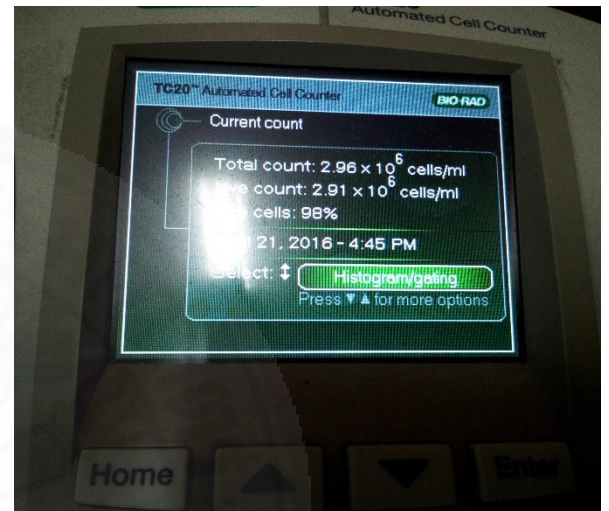 Automated Cell Counter
TC20™ Automated Cell Counter
BIO-RAD
Current count
Total count: 2.96 x 10⁶ cells/ml
Live count: 2.91 x 10⁶ cells/ml
cells: 98%
21, 2016 - 4:45 PM
Select: ↕ Histogram/gating
Press ▼▲ for more options
Home
Enter